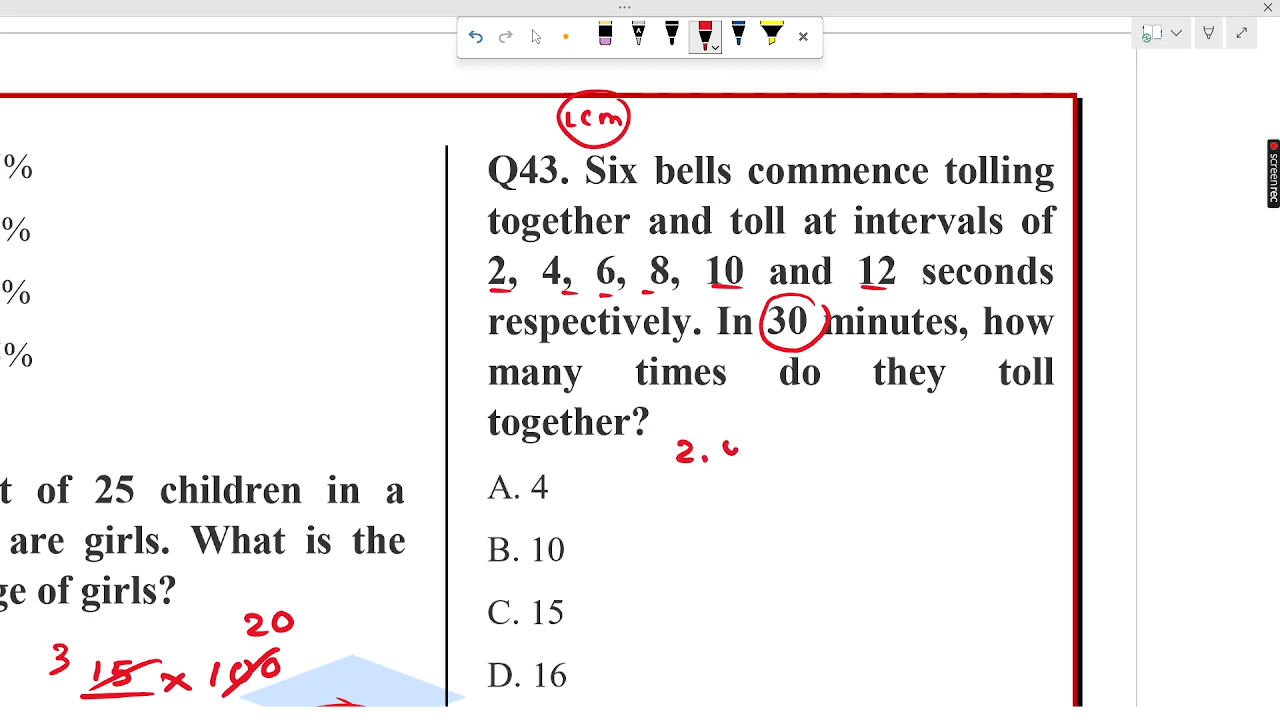 %
%
%
%
t of 25 children in a
are girls. What is the
ge of girls?
20
3 15 x 100
LCM
Q43. Six bells commence tolling
together and toll at intervals of
2, 4, 6, 8, 10 and 12 seconds
respectively. In 30 minutes, how
many times do they toll
together?
2.
A. 4
B. 10
C. 15
D. 16
screenrec